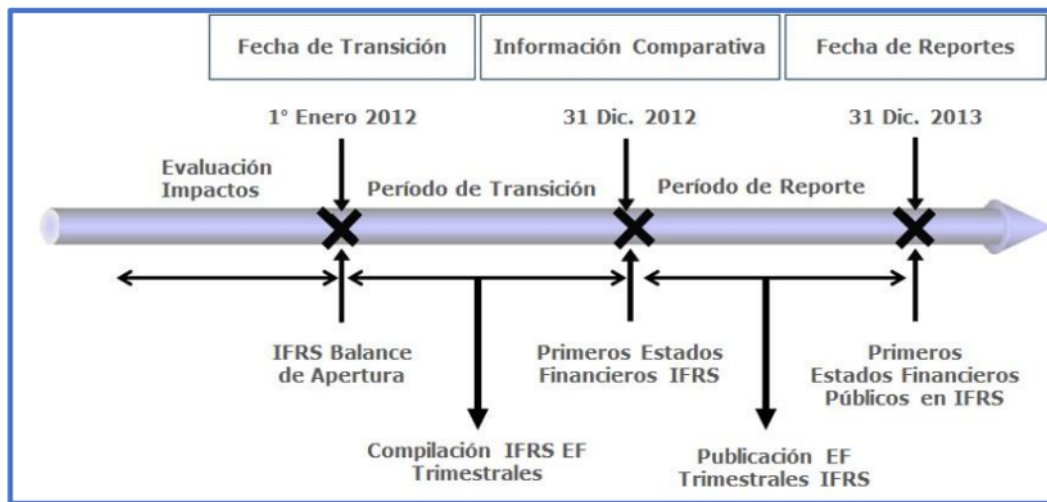 Fecha de Transición
Información Comparativa
Fecha de Reportes
1° Enero 2012
31 Dic. 2012
31 Dic. 2013
Evaluación
Impactos
Período de Transición
Período de Reporte
IFRS Balance
de Apertura
Primeros Estados
Financieros IFRS
Primeros
Estados Financieros
Públicos en IFRS
Compilación IFRS EF
Trimestrales
Publicación EF
Trimestrales IFRS